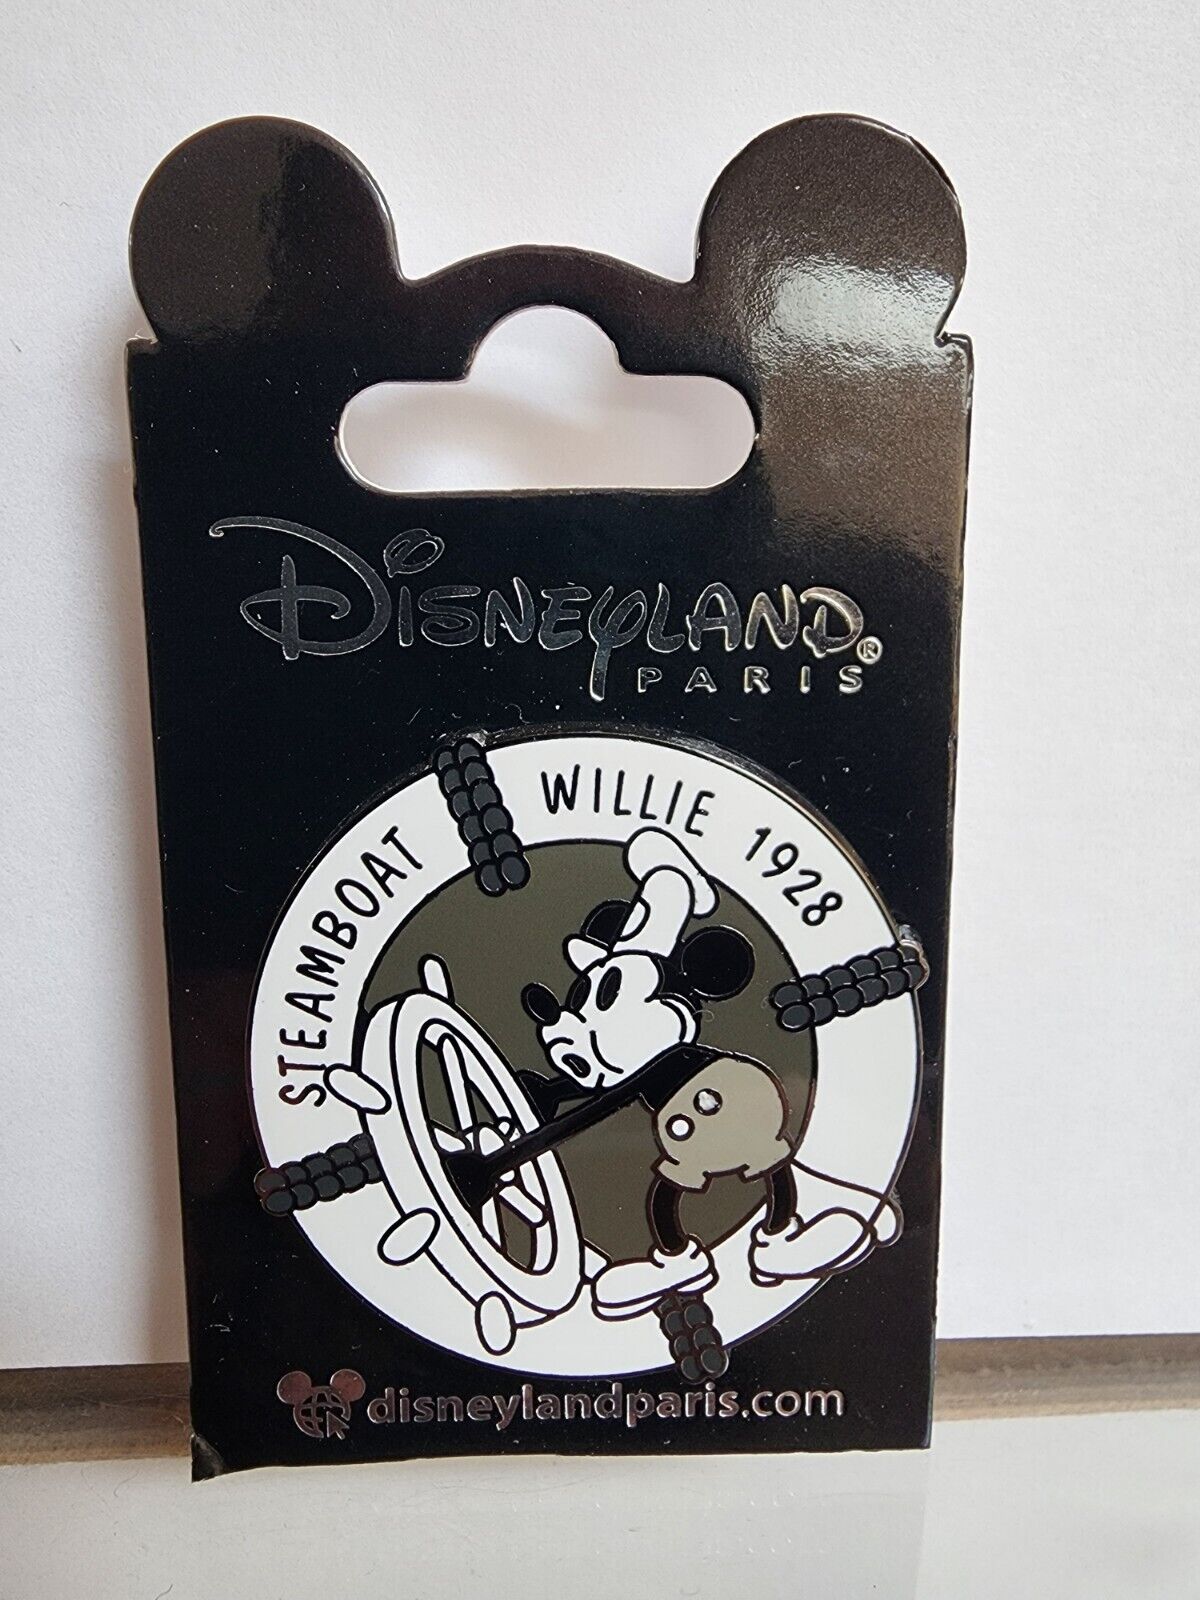 DISNEYLAND®
PARIS
STEAMBOAT WILLIE 1928
disneylandparis.com